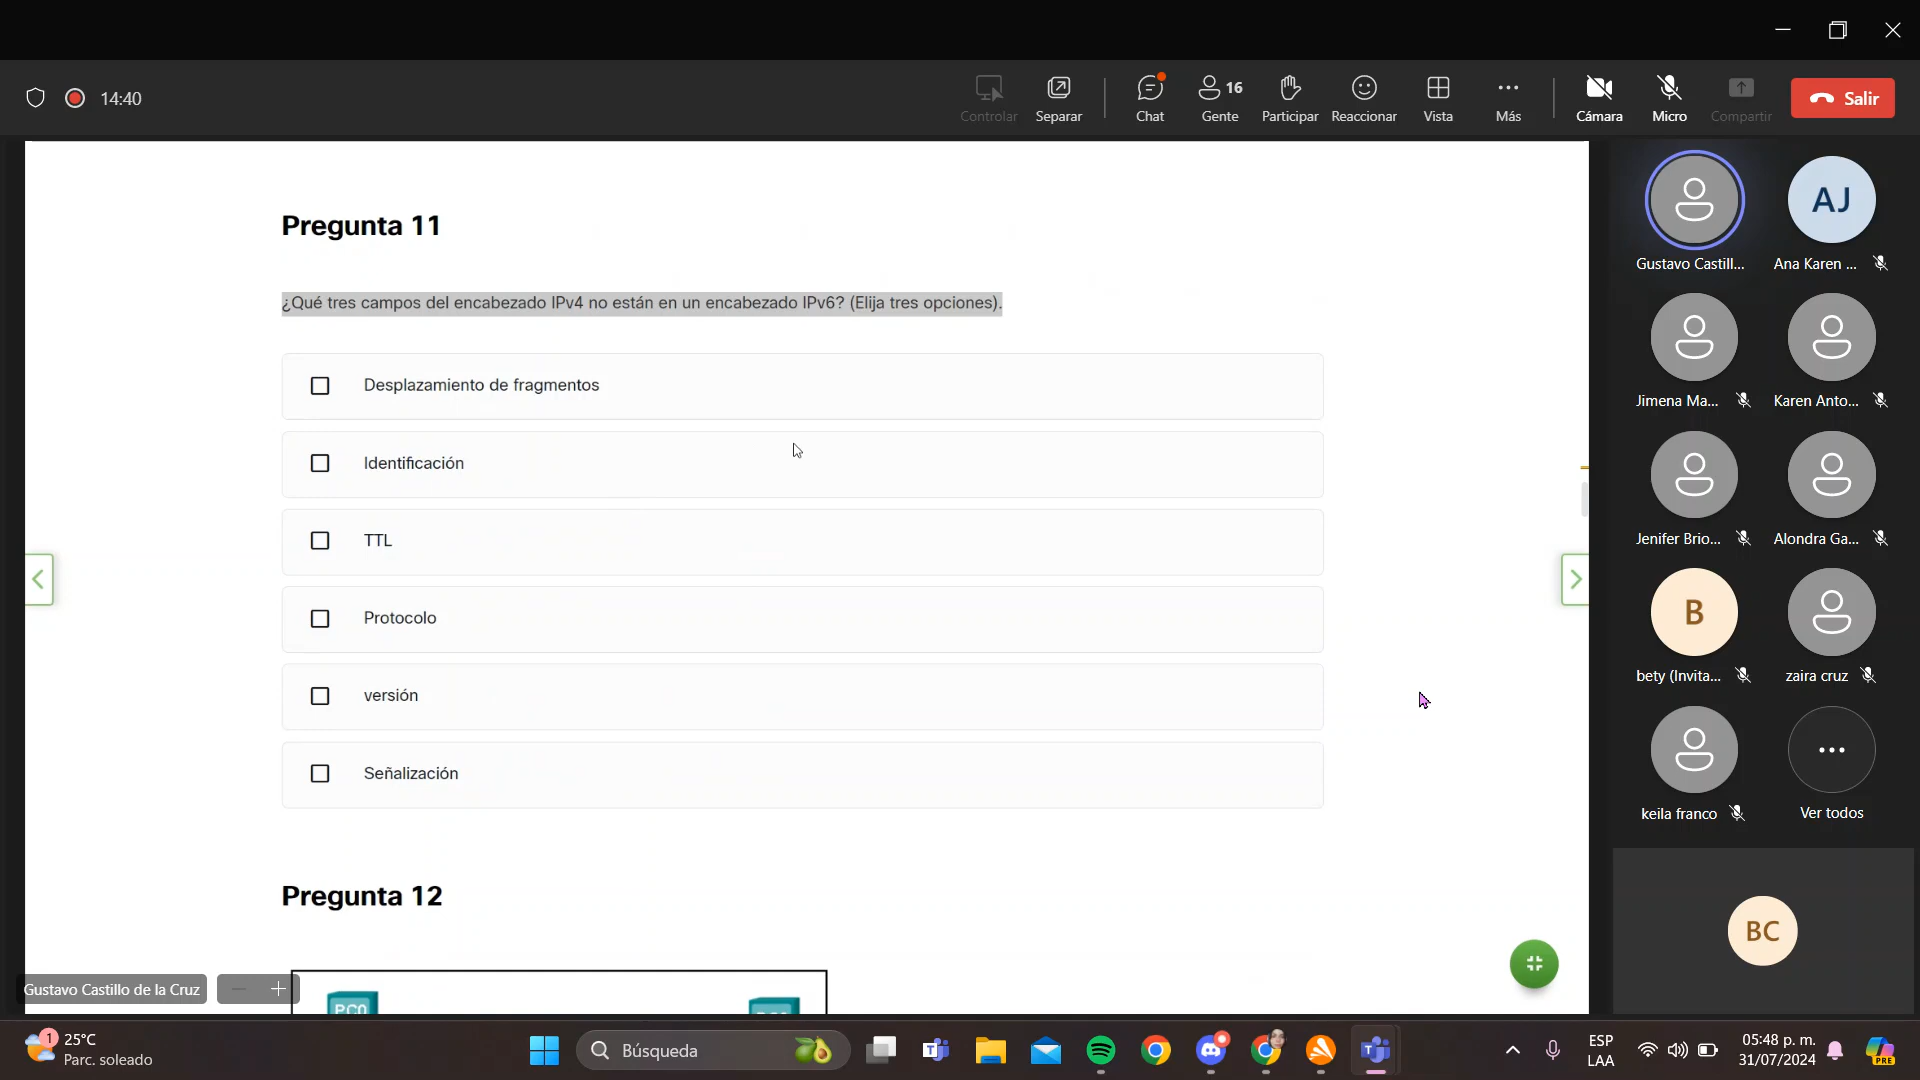 14:40
Controlar
Separar
Chat
16
Gente
Participar
Reaccionar
Vista
Más
Cámara
Micro
Compartir
Salir
Pregunta 11
¿Qué tres campos del encabezado IPv4 no están en un encabezado IPv6? (Elija tres opciones).
Desplazamiento de fragmentos
Identificación
TTL
Protocolo
versión
Señalización
Pregunta 12
PC0
Gustavo Castillo de la Cruz
AJ
Gustavo Castill...
Ana Karen ...
Jimena Ma...
Karen Anto...
Jenifer Brio...
Alondra Ga...
B
bety (Invita...
zaira cruz
keila franco
Ver todos
BC
1
25°C
Parc. soleado
Búsqueda
ESP
LAA
05:48 p. m.
31/07/2024
PRE